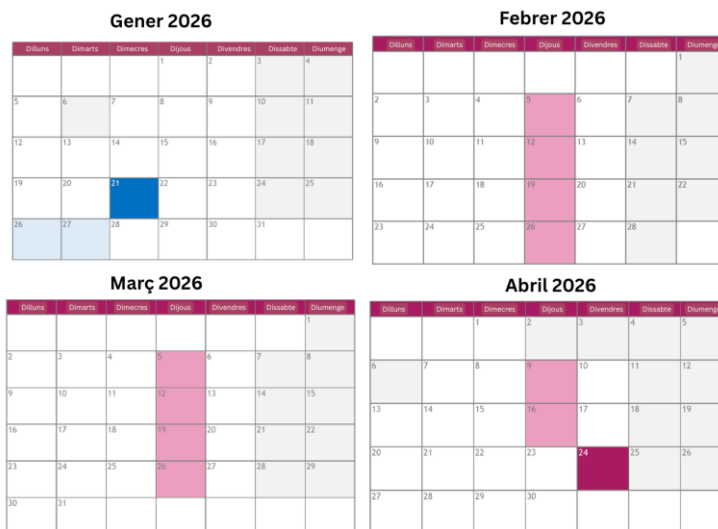 Gener 2026
Dilluns Dimarts Dimecres Dijous Divendres Dissabte Diumenge
1 2 3 4
5 6 7 8 9 10 11
12 13 14 15 16 17 18
19 20 21 22 23 24 25
26 27 28 29 30 31
Febrer 2026
Dilluns Dimarts Dimecres Dijous Divendres Dissabte Diumenge
1
2 3 4 5 6 7 8
9 10 11 12 13 14 15
16 17 18 19 20 21 22
23 24 25 26 27 28
Març 2026
Dilluns Dimarts Dimecres Dijous Divendres Dissabte Diumenge
1
2 3 4 5 6 7 8
9 10 11 12 13 14 15
16 17 18 19 20 21 22
23 24 25 26 27 28 29
30 31
Abril 2026
Dilluns Dimarts Dimecres Dijous Divendres Dissabte Diumenge
1 2 3 4 5
6 7 8 9 10 11 12
13 14 15 16 17 18 19
20 21 22 23 24 25 26
27 28 29 30